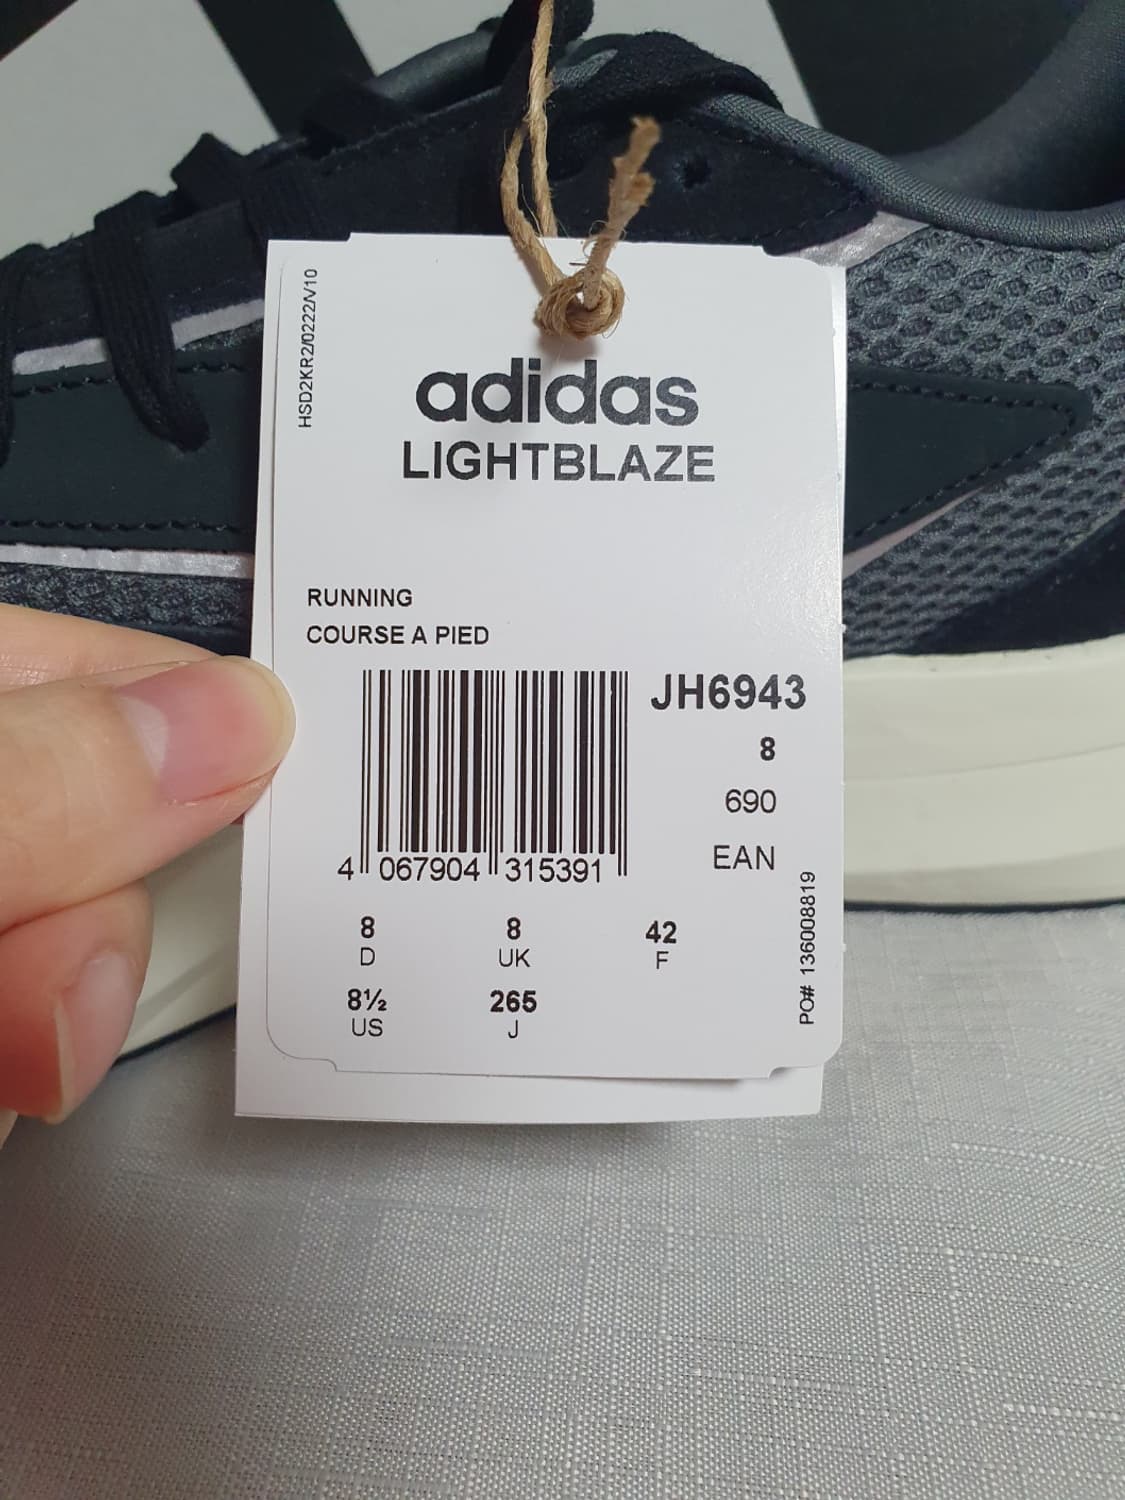 HSD2KR2/0222/V10
adidas
LIGHTBLAZE
RUNNING
COURSE A PIED
JH6943
8
690
EAN
4 067904 315391
8 8 42
D UK F
8½ 265
US J
PO# 136008819